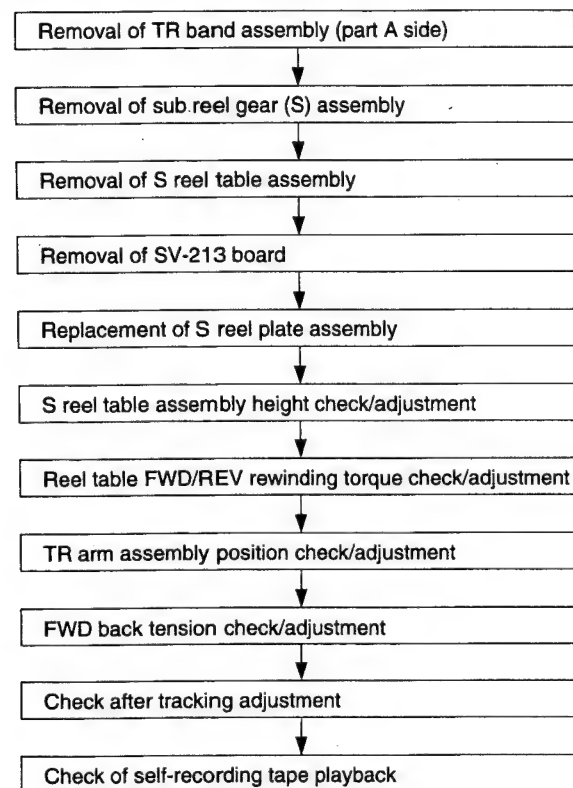 Removal of TR band assembly (part A side)
Removal of sub reel gear (S) assembly
Removal of S reel table assembly
Removal of SV-213 board
Replacement of S reel plate assembly
S reel table assembly height check/adjustment
Reel table FWD/REV rewinding torque check/adjustment
TR arm assembly position check/adjustment
FWD back tension check/adjustment
Check after tracking adjustment
Check of self-recording tape playback